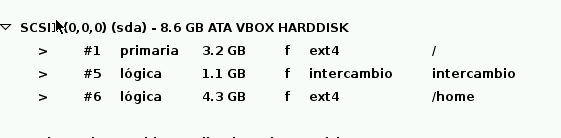 SCSI1 (0,0,0) (sda) - 8.6 GB ATA VBOX HARDDISK
> #1 primaria 3.2 GB f ext4 /
> #5 lógica 1.1 GB f intercambio intercambio
> #6 lógica 4.3 GB f ext4 /home